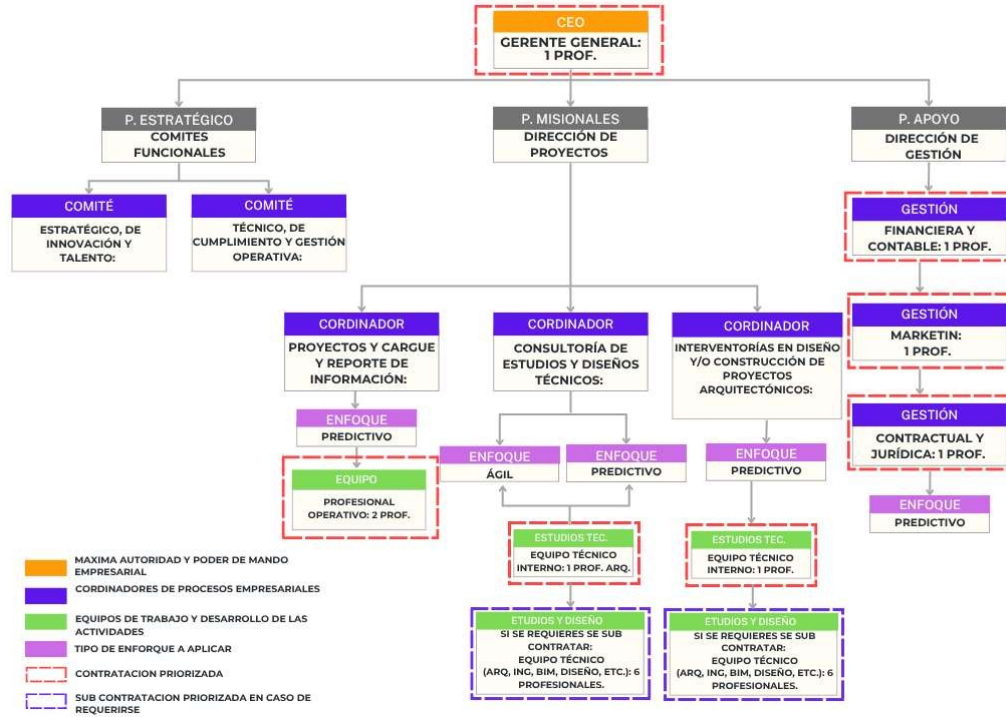 CEO
GERENTE GENERAL:
1 PROF.
P. ESTRATÉGICO
COMITES
FUNCIONALES
P. MISIONALES
DIRECCIÓN DE
PROYECTOS
P. APOYO
DIRECCIÓN DE
GESTIÓN
COMITÉ
ESTRATÉGICO, DE
INNOVACIÓN Y
TALENTO:
COMITÉ
TÉCNICO, DE
CUMPLIMIENTO Y GESTIÓN
OPERATIVA:
GESTIÓN
FINANCIERA Y
CONTABLE: 1 PROF.
GESTIÓN
MARKETIN:
1 PROF.
GESTIÓN
CONTRACTUAL Y
JURÍDICA: 1 PROF.
ENFOQUE
PREDICTIVO
CORDINADOR
PROYECTOS Y CARGUE
Y REPORTE DE
INFORMACIÓN:
ENFOQUE
PREDICTIVO
EQUIPO
PROFESIONAL
OPERATIVO: 2 PROF.
CORDINADOR
CONSULTORÍA DE
ESTUDIOS Y DISEÑOS
TÉCNICOS:
ENFOQUE
ÁGIL
ENFOQUE
PREDICTIVO
ESTUDIOS TEC.
EQUIPO TÉCNICO
INTERNO: 1 PROF. ARQ.
ETUDIOS Y DISEÑO
SI SE REQUIERES SE SUB
CONTRATAR:
EQUIPO TÉCNICO
(ARQ, ING, BIM, DISEÑO, ETC.): 6
PROFESIONALES.
CORDINADOR
INTERVENTORÍAS EN DISEÑO
Y/O CONSTRUCCIÓN DE
PROYECTOS
ARQUITECTÓNICOS:
ENFOQUE
PREDICTIVO
ESTUDIOS TEC.
EQUIPO TÉCNICO
INTERNO: 1 PROF.
ETUDIOS Y DISEÑO
SI SE REQUIERES SE SUB
CONTRATAR:
EQUIPO TÉCNICO
(ARQ, ING, BIM, DISEÑO, ETC.): 6
PROFESIONALES.
MAXIMA AUTORIDAD Y PODER DE MANDO
EMPRESARIAL
CORDINADORES DE PROCESOS EMPRESARIALES
EQUIPOS DE TRABAJO Y DESARROLLO DE LAS
ACTIVIDADES
TIPO DE ENFORQUE A APLICAR
CONTRATACION PRIORIZADA
SUB CONTRATACION PRIORIZADA EN CASO DE
REQUERIRSE